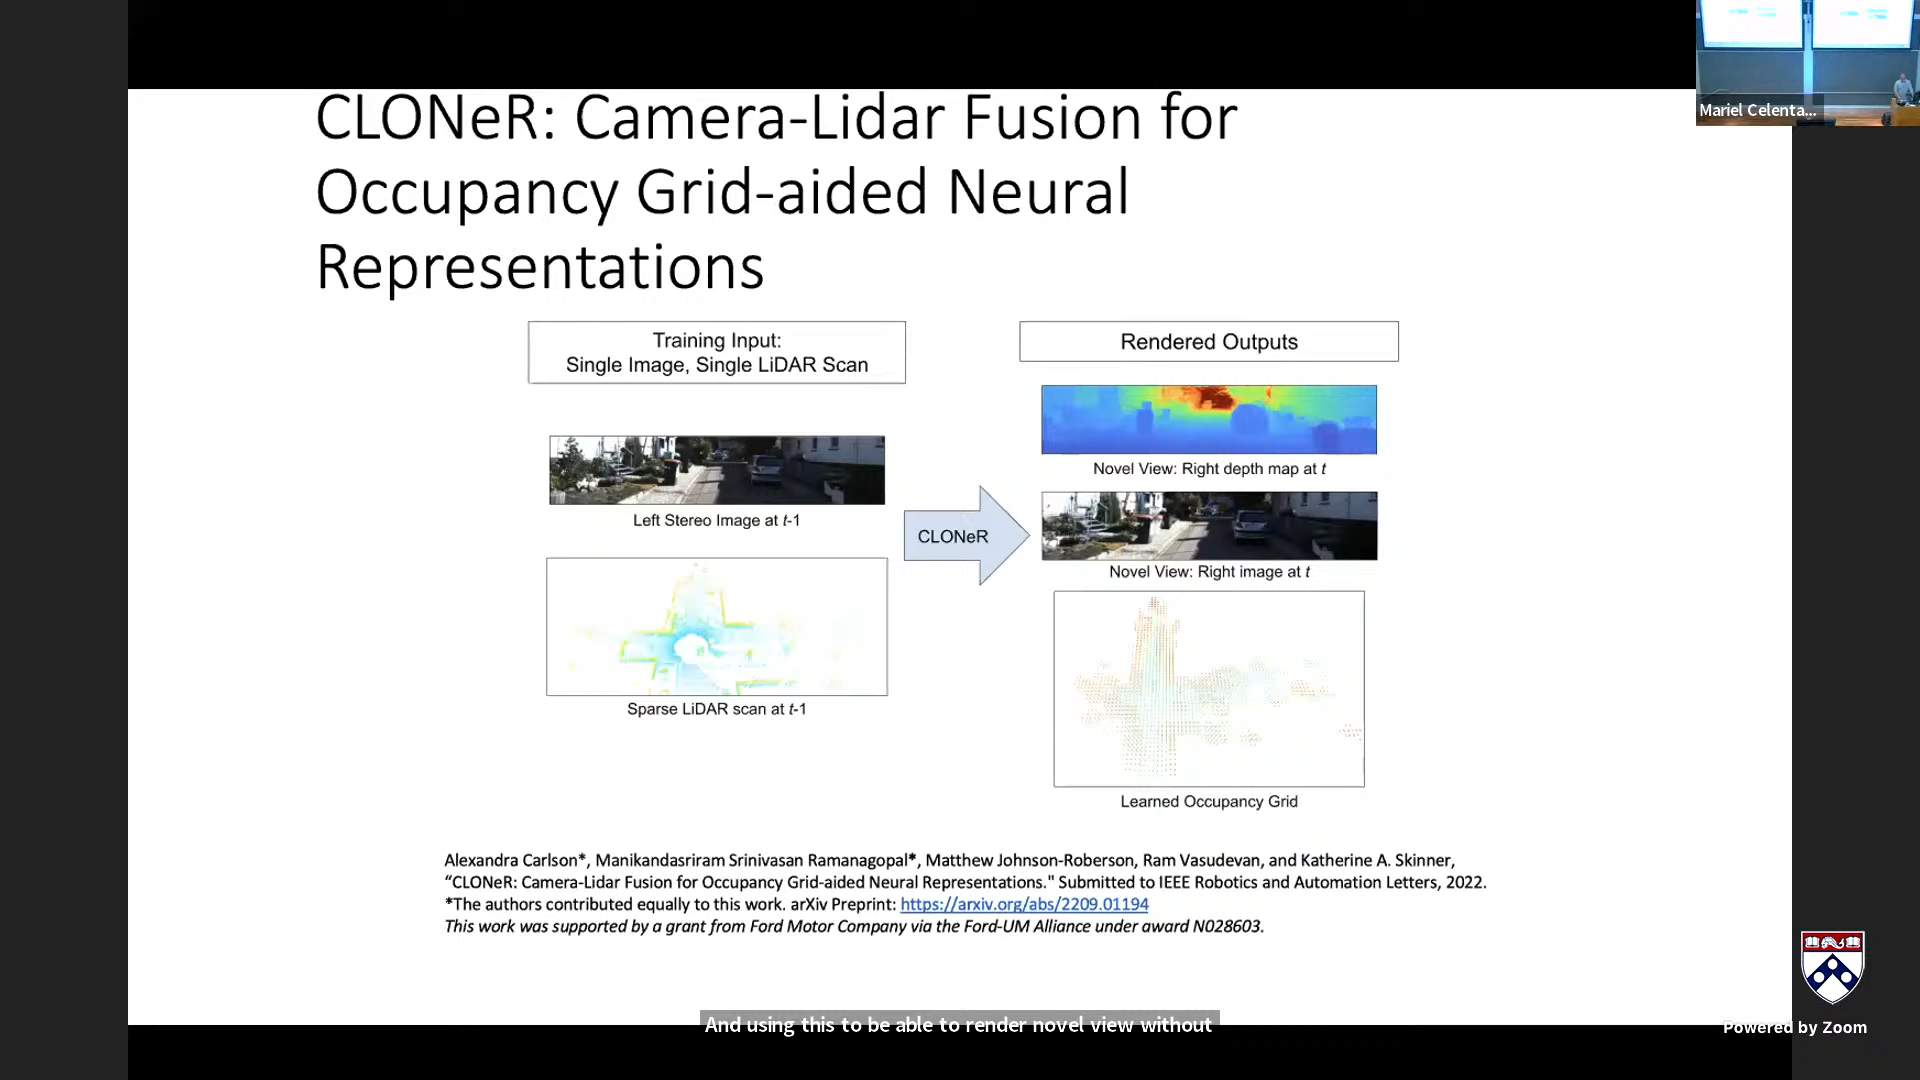 CLONeR: Camera-Lidar Fusion for
Occupancy Grid-aided Neural
Representations
Training Input:
Single Image, Single LiDAR Scan
Left Stereo Image at t-1
Sparse LiDAR scan at t-1
CLONeR
Rendered Outputs
Novel View: Right depth map at t
Novel View: Right image at t
Learned Occupancy Grid
Alexandra Carlson*, Manikandasriram Srinivasan Ramanagopal*, Matthew Johnson-Roberson, Ram Vasudevan, and Katherine A. Skinner,
“CLONeR: Camera-Lidar Fusion for Occupancy Grid-aided Neural Representations." Submitted to IEEE Robotics and Automation Letters, 2022.
*The authors contributed equally to this work. arXiv Preprint: https://arxiv.org/abs/2209.01194
This work was supported by a grant from Ford Motor Company via the Ford-UM Alliance under award N028603.
And using this to be able to render novel view without
Mariel Celenta...
Powered by Zoom